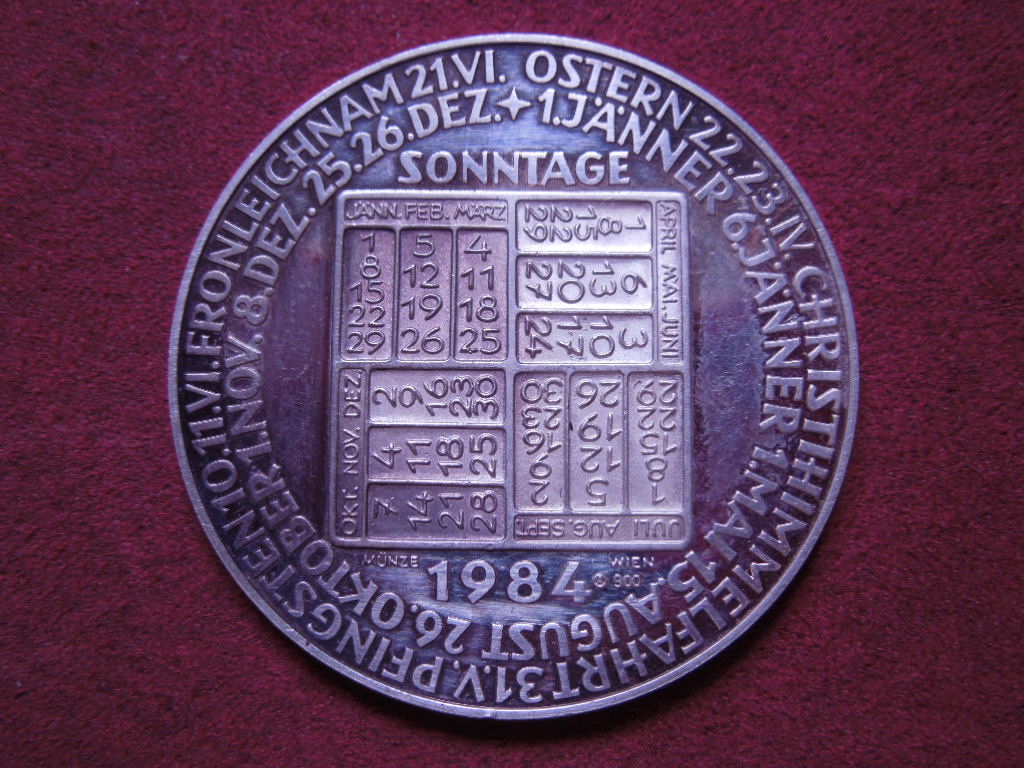 OSTERN 22.23.IV. CHRISTI HIMMELFAHRT 31.V. PFINGSTEN 10.11.VI. FRONLEICHNAM 21.VI.
1.JÄNNER 6.JÄNNER 1.MAI 15.AUGUST 26.OKTOBER 1.NOV. 8.DEZ. 25.26.DEZ.
SONNTAGE
JÄNN. FEB. MÄRZ
1 5 4
8 12 11
15 19 18
22 26 25
29
APRIL MAI. JUNI
1 6 3
8 13 10
15 20 17
22 27 24
29
JULI AUG. SEPT.
1 5 2
8 12 9
15 19 16
22 26 23
29 30
OKT. NOV. DEZ.
7 4 2
14 11 9
21 18 16
28 25 23
30
MÜNZE WIEN
1984 900